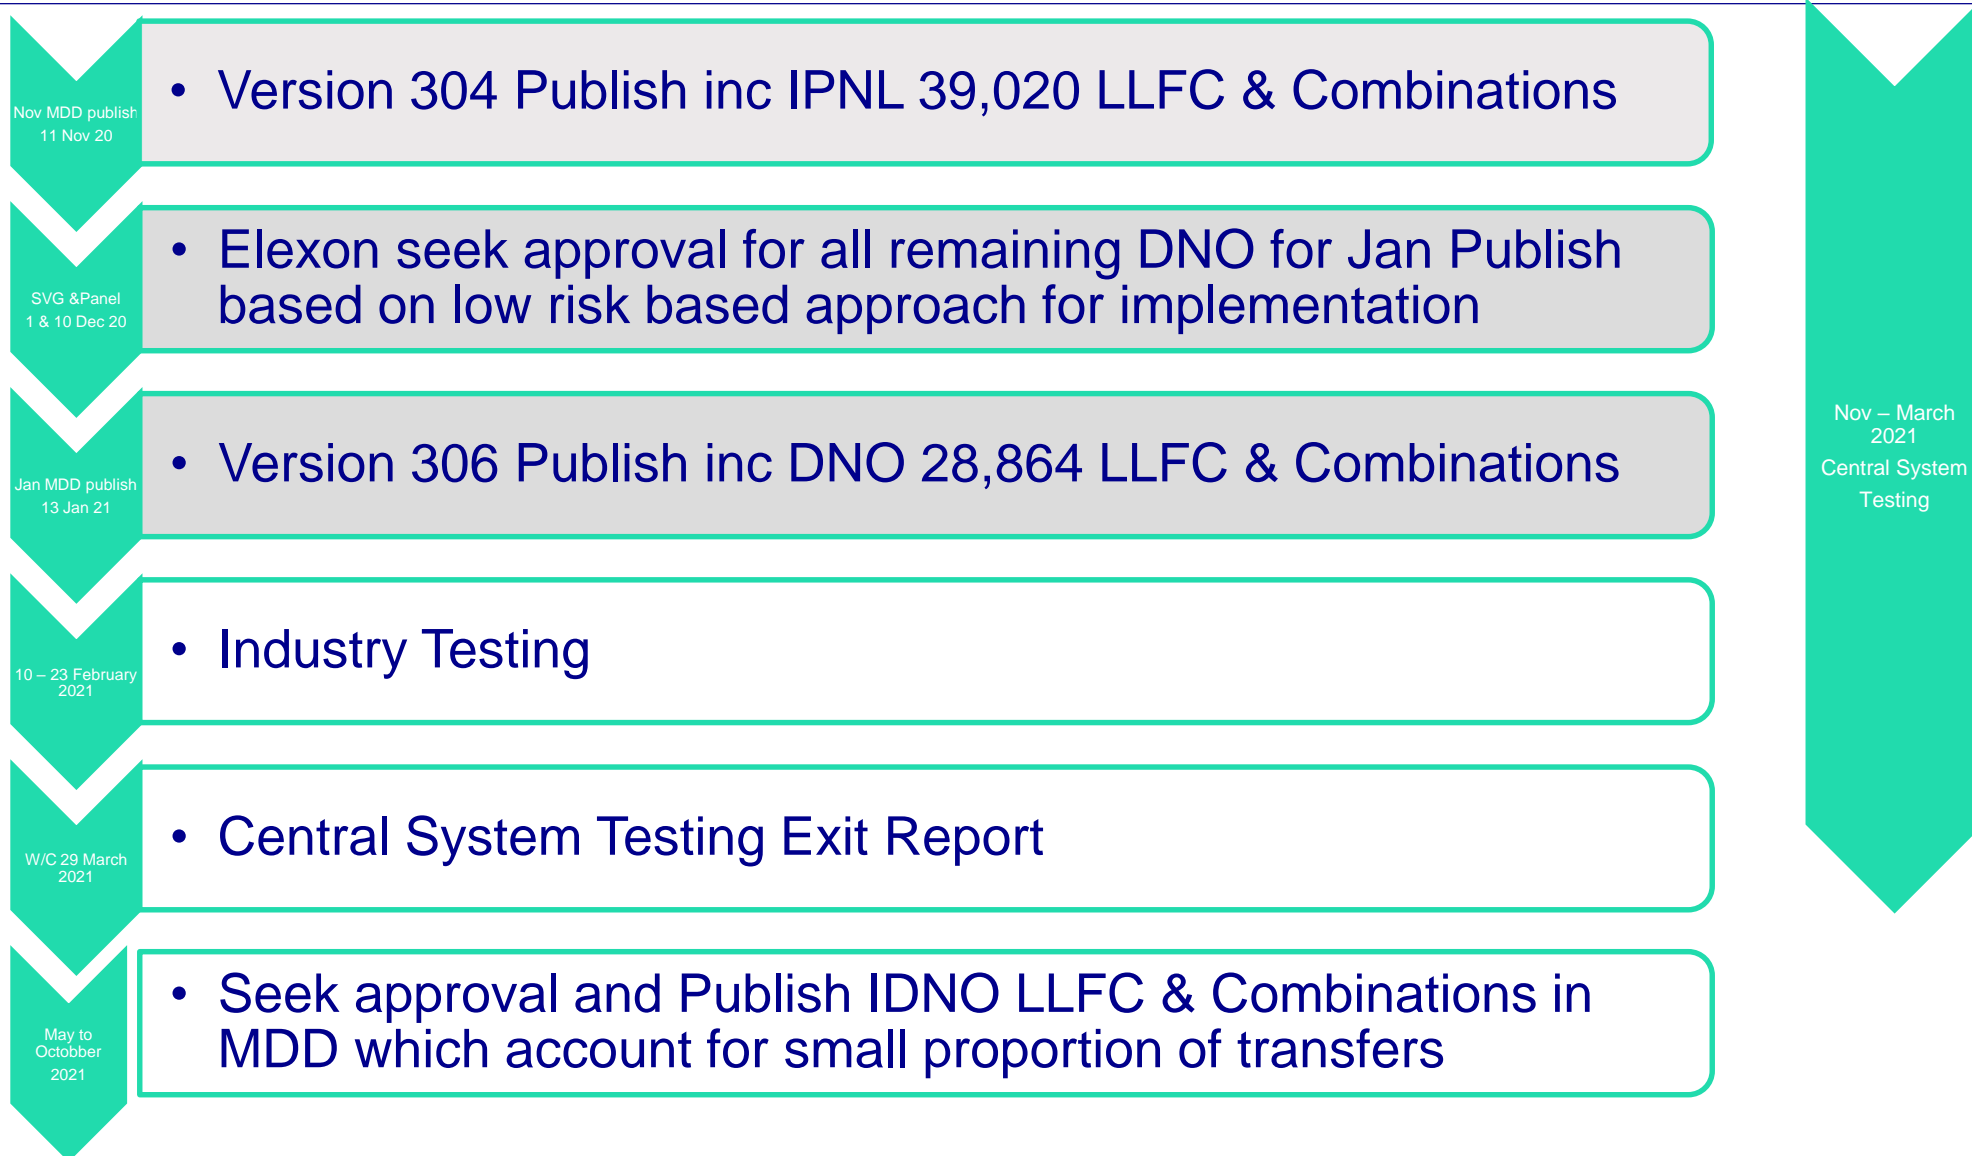 Nov MDD publish
11 Nov 20
• Version 304 Publish inc IPNL 39,020 LLFC & Combinations
SVG &Panel
1 & 10 Dec 20
• Elexon seek approval for all remaining DNO for Jan Publish
based on low risk based approach for implementation
Jan MDD publish
13 Jan 21
• Version 306 Publish inc DNO 28,864 LLFC & Combinations
10 – 23 February
2021
• Industry Testing
W/C 29 March
2021
• Central System Testing Exit Report
May to
Octobber
2021
• Seek approval and Publish IDNO LLFC & Combinations in
MDD which account for small proportion of transfers
Nov – March
2021
Central System
Testing